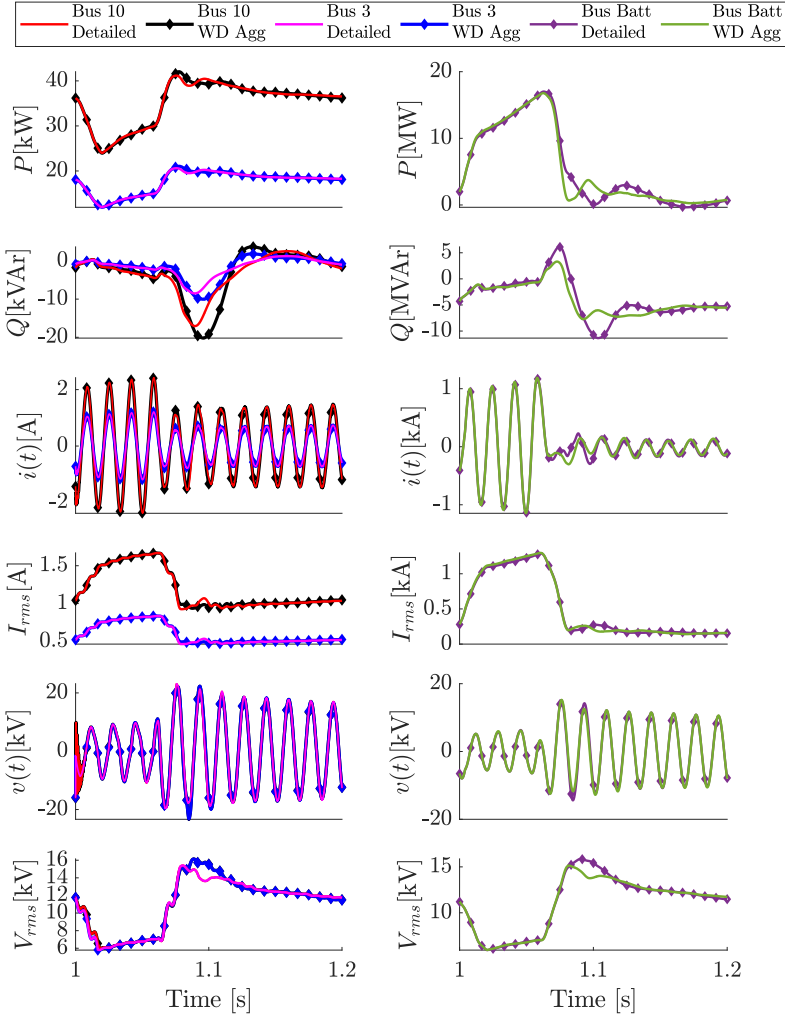 Bus 10 Bus 10 Bus 3 Bus 3 Bus Batt Bus Batt
Detailed WD Agg Detailed WD Agg Detailed WD Agg
P[kW]
40
20
P[MW]
20
10
0
Q[kVAr]
0
-10
-20
Q[MVAr]
5
0
-5
-10
i(t)[A]
2
0
-2
i(t)[kA]
1
0
-1
I_rms[A]
1.5
1
0.5
I_rms[kA]
1
0.5
0
v(t)[kV]
20
0
-20
v(t)[kV]
20
0
-20
V_rms[kV]
16
14
12
10
8
6
V_rms[kV]
15
10
1 1.1 1.2
1 1.1 1.2
Time [s]
Time [s]